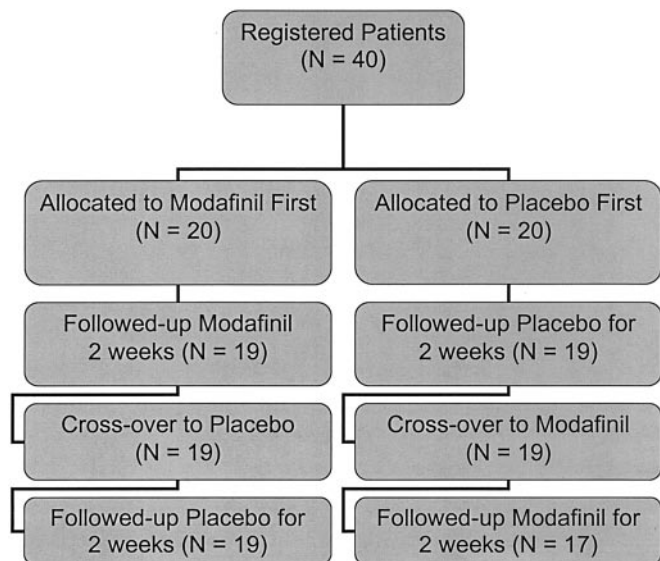 Registered Patients
(N = 40)
Allocated to Modafinil First
(N = 20)
Allocated to Placebo First
(N = 20)
Followed-up Modafinil
2 weeks (N = 19)
Followed-up Placebo for
2 weeks (N = 19)
Cross-over to Placebo
(N = 19)
Cross-over to Modafinil
(N = 19)
Followed-up Placebo for
2 weeks (N = 19)
Followed-up Modafinil for
2 weeks (N = 17)